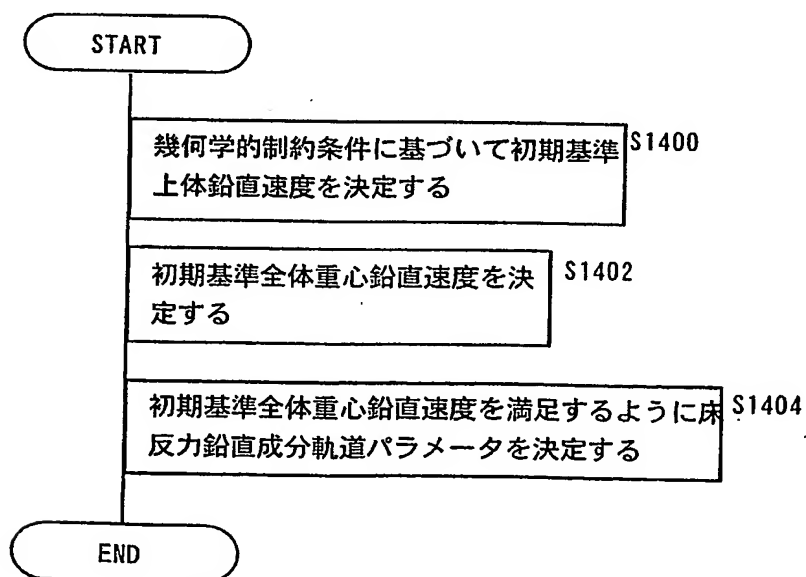 START
幾何学的制約条件に基づいて初期基準
上体鉛直速度を決定する
S1400
初期基準全体重心鉛直速度を決
定する
S1402
初期基準全体重心鉛直速度を満足するように床
反力鉛直成分軌道パラメータを決定する
S1404
END